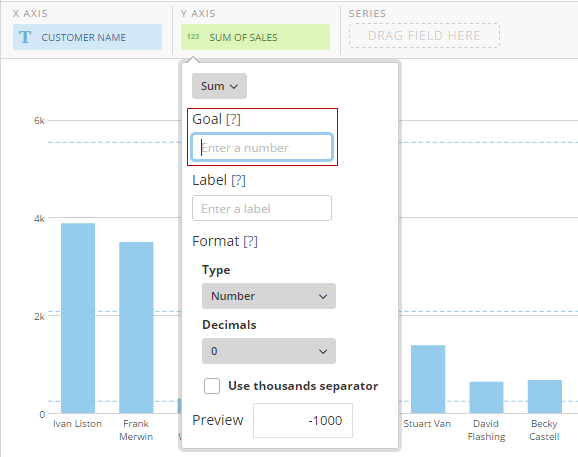 X AXIS
Y AXIS
SERIES
T CUSTOMER NAME
123 SUM OF SALES
DRAG FIELD HERE
Sum
Goal [?]
Enter a number
Label [?]
Enter a label
Format [?]
Type
Number
Decimals
0
Use thousands separator
Preview
-1000
6k
4k
2k
0
Ivan Liston
Frank
Merwin
Stuart Van
David
Flashing
Becky
Castell